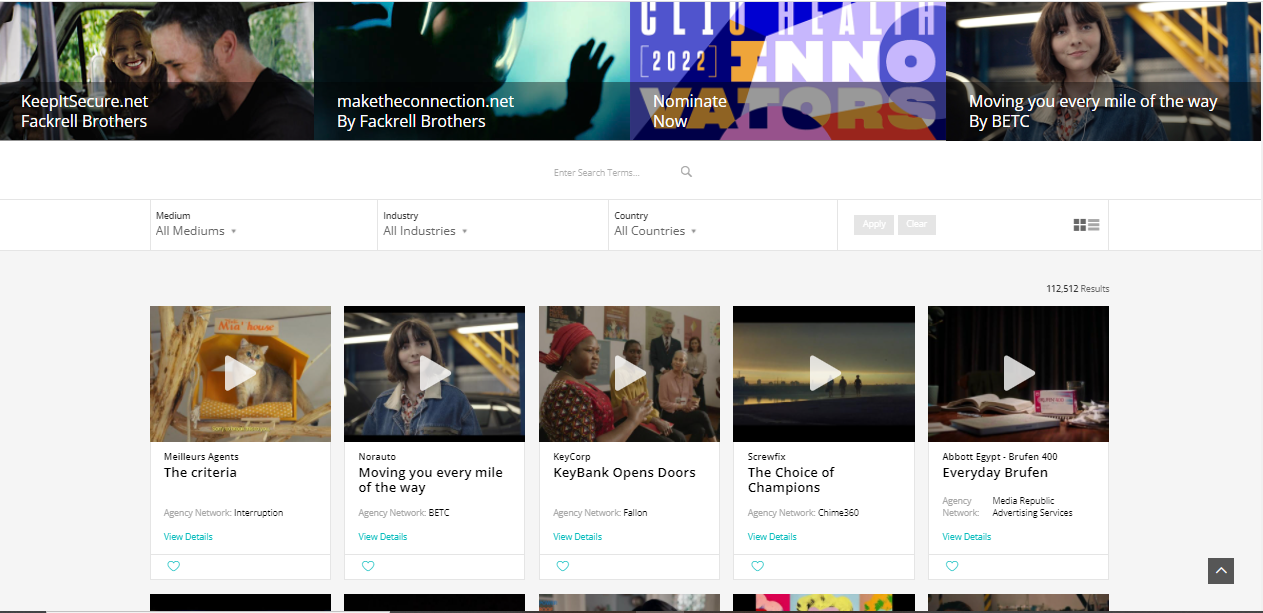 CLIO HEALTH
[2022] INNO
VATORS
KeepItSecure.net
Fackrell Brothers
maketheconnection.net
By Fackrell Brothers
Nominate
Now
Moving you every mile of the way
By BETC
Enter Search Terms...
Medium
All Mediums
Industry
All Industries
Country
All Countries
Apply
Clear
112,512 Results
Mia' house
Meilleurs Agents
The criteria
Agency Network: Interruption
View Details
Norauto
Moving you every mile
of the way
Agency Network: BETC
View Details
KeyCorp
KeyBank Opens Doors
Agency Network: Fallon
View Details
Screwfix
The Choice of
Champions
Agency Network: Chime360
View Details
Abbott Egypt - Brufen 400
Everyday Brufen
Agency Media Republic
Network: Advertising Services
View Details